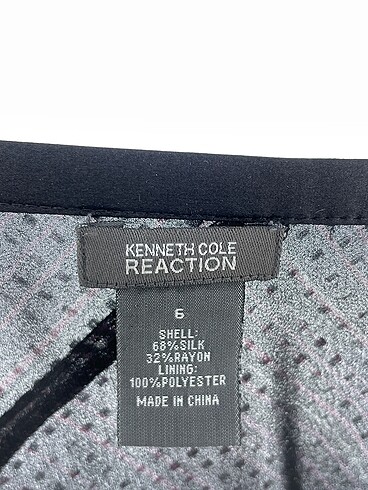 KENNETH COLE
REACTION
6
SHELL:
68%SILK
32%RAYON
LINING:
100%POLYESTER
MADE IN CHINA